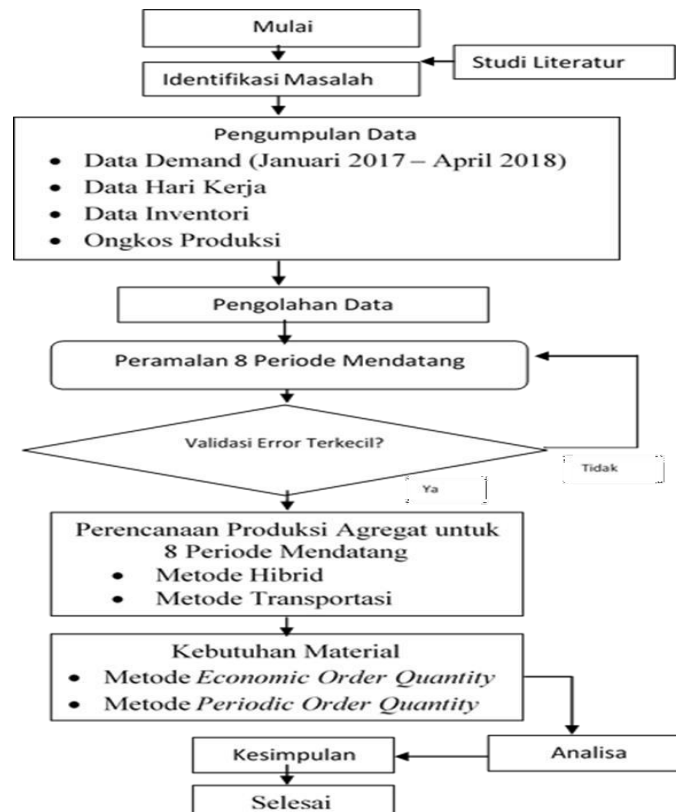 Mulai
Studi Literatur
Identifikasi Masalah
Pengumpulan Data
• Data Demand (Januari 2017 – April 2018)
• Data Hari Kerja
• Data Inventori
• Ongkos Produksi
Pengolahan Data
Peramalan 8 Periode Mendatang
Validasi Error Terkecil?
Tidak
Ya
Perencanaan Produksi Agregat untuk
8 Periode Mendatang
• Metode Hibrid
• Metode Transportasi
Kebutuhan Material
• Metode Economic Order Quantity
• Metode Periodic Order Quantity
Analisa
Kesimpulan
Selesai